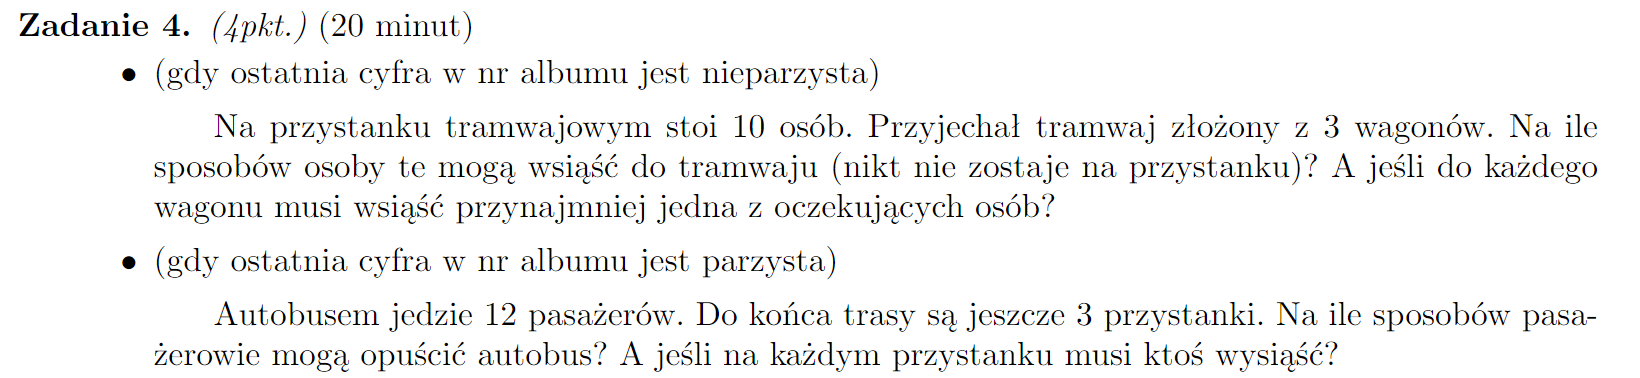 Zadanie 4. (4pkt.) (20 minut)
• (gdy ostatnia cyfra w nr albumu jest nieparzysta)
Na przystanku tramwajowym stoi 10 osób. Przyjechał tramwaj złożony z 3 wagonów. Na ile
sposobów osoby te mogą wsiąść do tramwaju (nikt nie zostaje na przystanku)? A jeśli do każdego
wagonu musi wsiąść przynajmniej jedna z oczekujących osób?
• (gdy ostatnia cyfra w nr albumu jest parzysta)
Autobusem jedzie 12 pasażerów. Do końca trasy są jeszcze 3 przystanki. Na ile sposobów pasa-
żerowie mogą opuścić autobus? A jeśli na każdym przystanku musi ktoś wysiąść?